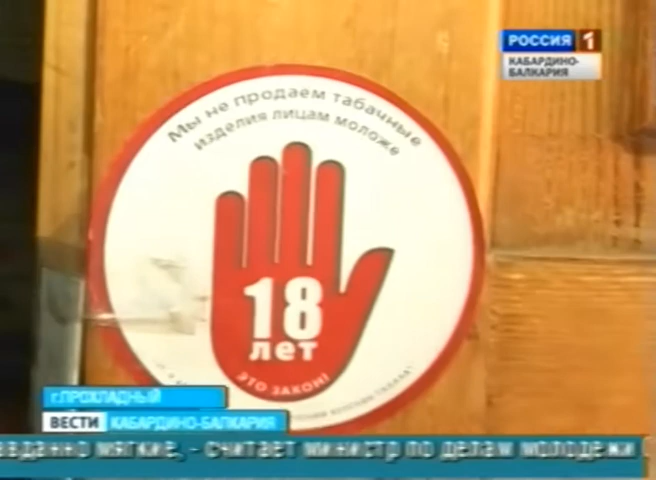 РОССИЯ 1
КАБАРДИНО-
БАЛКАРИЯ
Мы не продаем табачные
изделия лицам моложе
18
лет
ЭТО ЗАКОН!
г.ПРОХЛАДНЫЙ
ВЕСТИ КАБАРДИНО-БАЛКАРИЯ
мягкие, - считает министр по делам молодежи